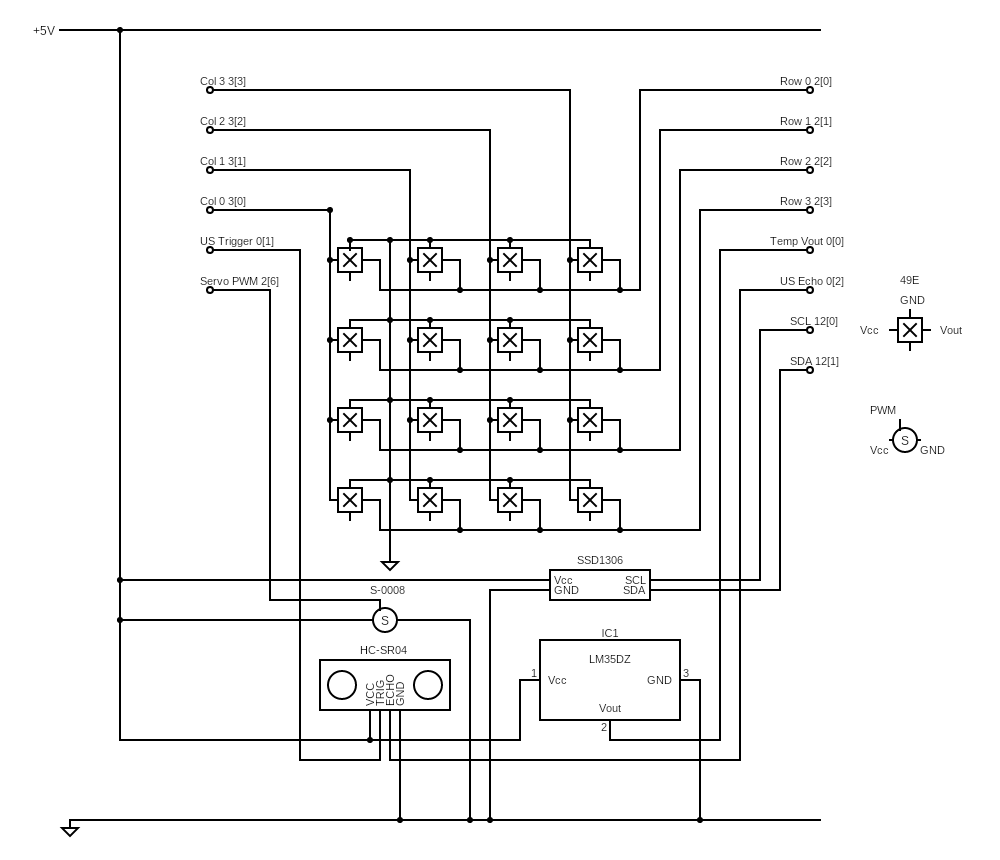 +5V
Col 3 3[3]
Row 0 2[0]
Col 2 3[2]
Row 1 2[1]
Col 1 3[1]
Row 2 2[2]
Col 0 3[0]
Row 3 2[3]
US Trigger 0[1]
Temp Vout 0[0]
Servo PWM 2[6]
US Echo 0[2]
49E
GND
SCL 12[0]
Vcc
Vout
SDA 12[1]
PWM
S
Vcc
GND
SSD1306
Vcc
SCL
GND
SDA
S-0008
S
IC1
HC-SR04
LM35DZ
1
Vcc
GND
3
VCC
TRIG
ECHO
GND
Vout
2